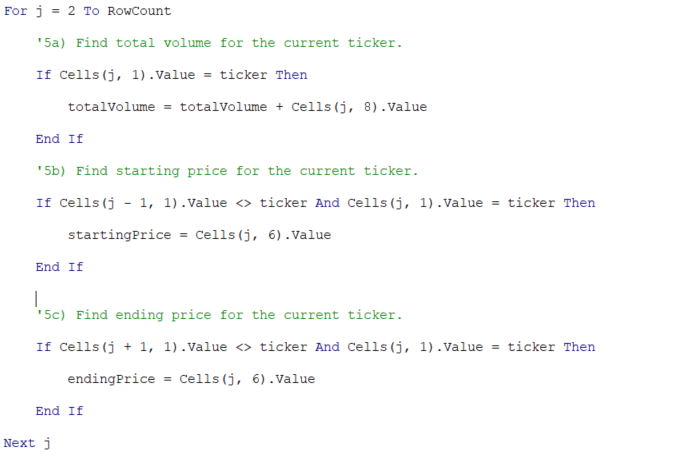 For j = 2 To RowCount
'5a) Find total volume for the current ticker.
If Cells(j, 1).Value = ticker Then
totalVolume = totalVolume + Cells(j, 8).Value
End If
'5b) Find starting price for the current ticker.
If Cells(j - 1, 1).Value <> ticker And Cells(j, 1).Value = ticker Then
startingPrice = Cells(j, 6).Value
End If
'5c) Find ending price for the current ticker.
If Cells(j + 1, 1).Value <> ticker And Cells(j, 1).Value = ticker Then
endingPrice = Cells(j, 6).Value
End If
Next j